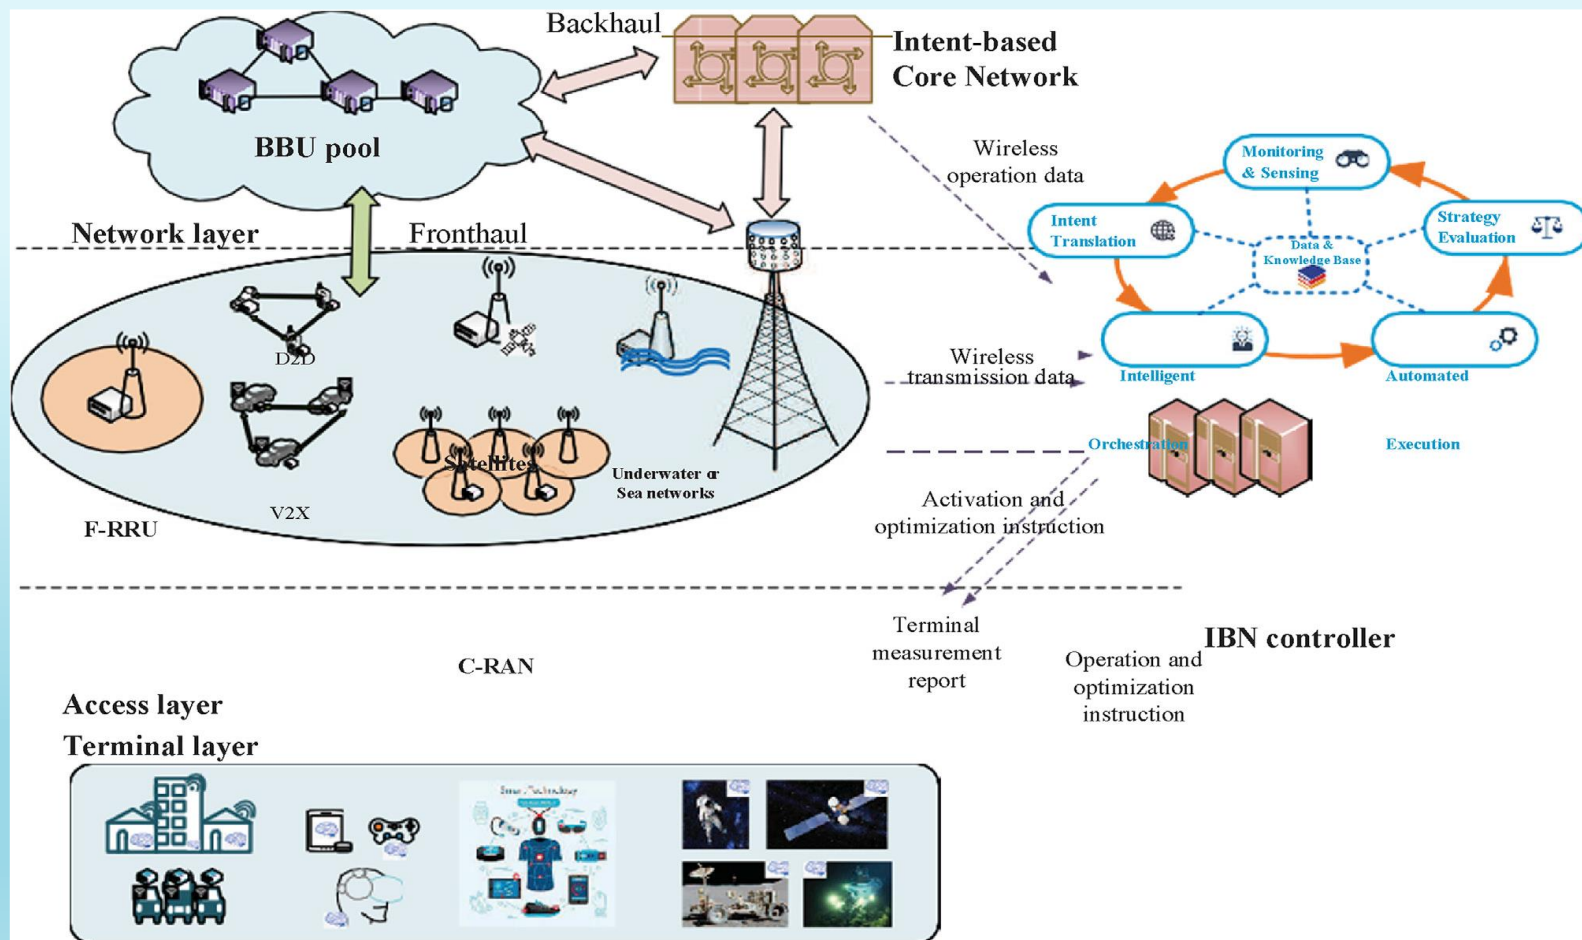 Backhaul
Intent-based
Core Network
BBU pool
Wireless
operation data
Monitoring
& Sensing
Intent
Translation
Strategy
Evaluation
Data &
Knowledge Base
Network layer
Fronthaul
D2D
Wireless
transmission data
Intelligent
Automated
Orchestration
Execution
Satellites
Underwater or
Sea networks
V2X
F-RRU
Activation and
optimization instruction
Terminal
measurement
report
IBN controller
Operation and
optimization
instruction
C-RAN
Access layer
Terminal layer
Smart Technology